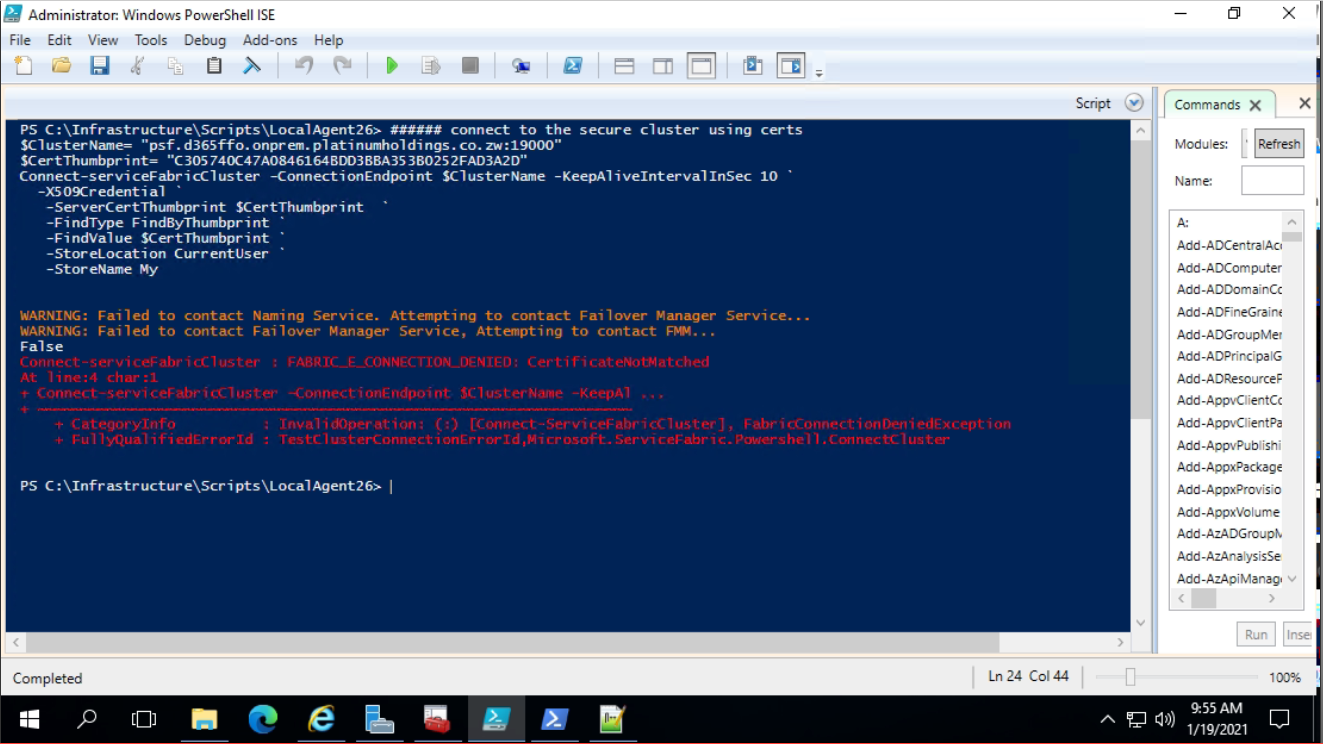 Administrator: Windows PowerShell ISE
File Edit View Tools Debug Add-ons Help
Script
PS C:\Infrastructure\Scripts\LocalAgent26> ###### connect to the secure cluster using certs
$ClusterName= "psf.d365ffo.onprem.platinumholdings.co.zw:19000"
$CertThumbprint= "C305740C47A0846164BDD3BBA353B0252FAD3A2D"
Connect-serviceFabricCluster -ConnectionEndpoint $ClusterName -KeepAliveIntervalInSec 10 `
-X509Credential `
-ServerCertThumbprint $CertThumbprint `
-FindType FindByThumbprint `
-FindValue $CertThumbprint `
-StoreLocation CurrentUser `
-StoreName My
WARNING: Failed to contact Naming Service. Attempting to contact Failover Manager Service...
WARNING: Failed to contact Failover Manager Service, Attempting to contact FMM...
False
Connect-serviceFabricCluster : FABRIC_E_CONNECTION_DENIED: CertificateNotMatched
At line:4 char:1
+ Connect-serviceFabricCluster -ConnectionEndpoint $ClusterName -KeepAl ...
+ ~~~~~~~~~~~~~~~~~~~~~~~~~~~~~~~~~~~~~~~~~~~~~~~~~~~~~~~~~~~~~~~~~~~~~
+ CategoryInfo : InvalidOperation: (:) [Connect-ServiceFabricCluster], FabricConnectionDeniedException
+ FullyQualifiedErrorId : TestClusterConnectionErrorId,Microsoft.ServiceFabric.Powershell.ConnectCluster
PS C:\Infrastructure\Scripts\LocalAgent26>
Commands
Modules: Refresh
Name:
A:
Add-ADCentralAc
Add-ADComputer
Add-ADDomainCo
Add-ADFineGraine
Add-ADGroupMer
Add-ADPrincipalG
Add-ADResourceF
Add-AppvClientCo
Add-AppvClientPa
Add-AppvPublishi
Add-AppxPackage
Add-AppxProvisio
Add-AppxVolume
Add-AzADGroupM
Add-AzAnalysisSe
Add-AzApiManag
Run Inser
Completed
Ln 24 Col 44
100%
9:55 AM
1/19/2021